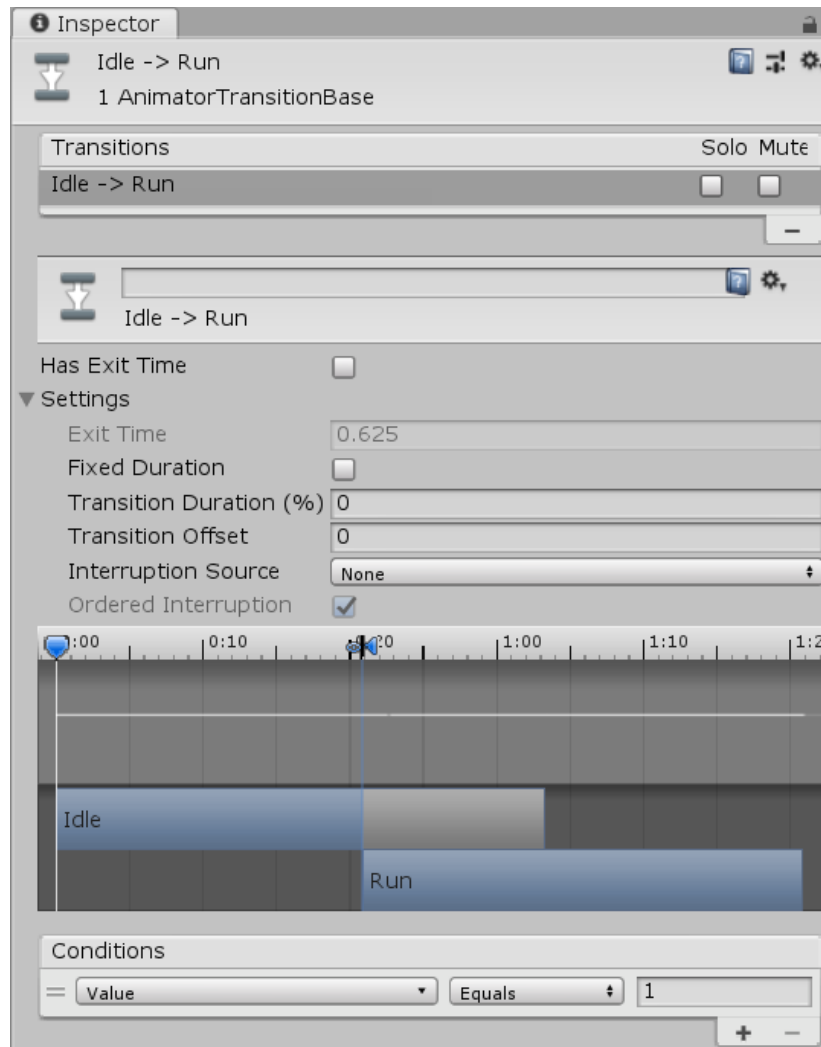 Inspector
Idle -> Run
1 AnimatorTransitionBase
Transitions Solo Mute
Idle -> Run
Idle -> Run
Has Exit Time
Settings
Exit Time 0.625
Fixed Duration
Transition Duration (%) 0
Transition Offset 0
Interruption Source None
Ordered Interruption
:00 0:10 1:00 1:10 1:2
Idle
Run
Conditions
Value Equals 1